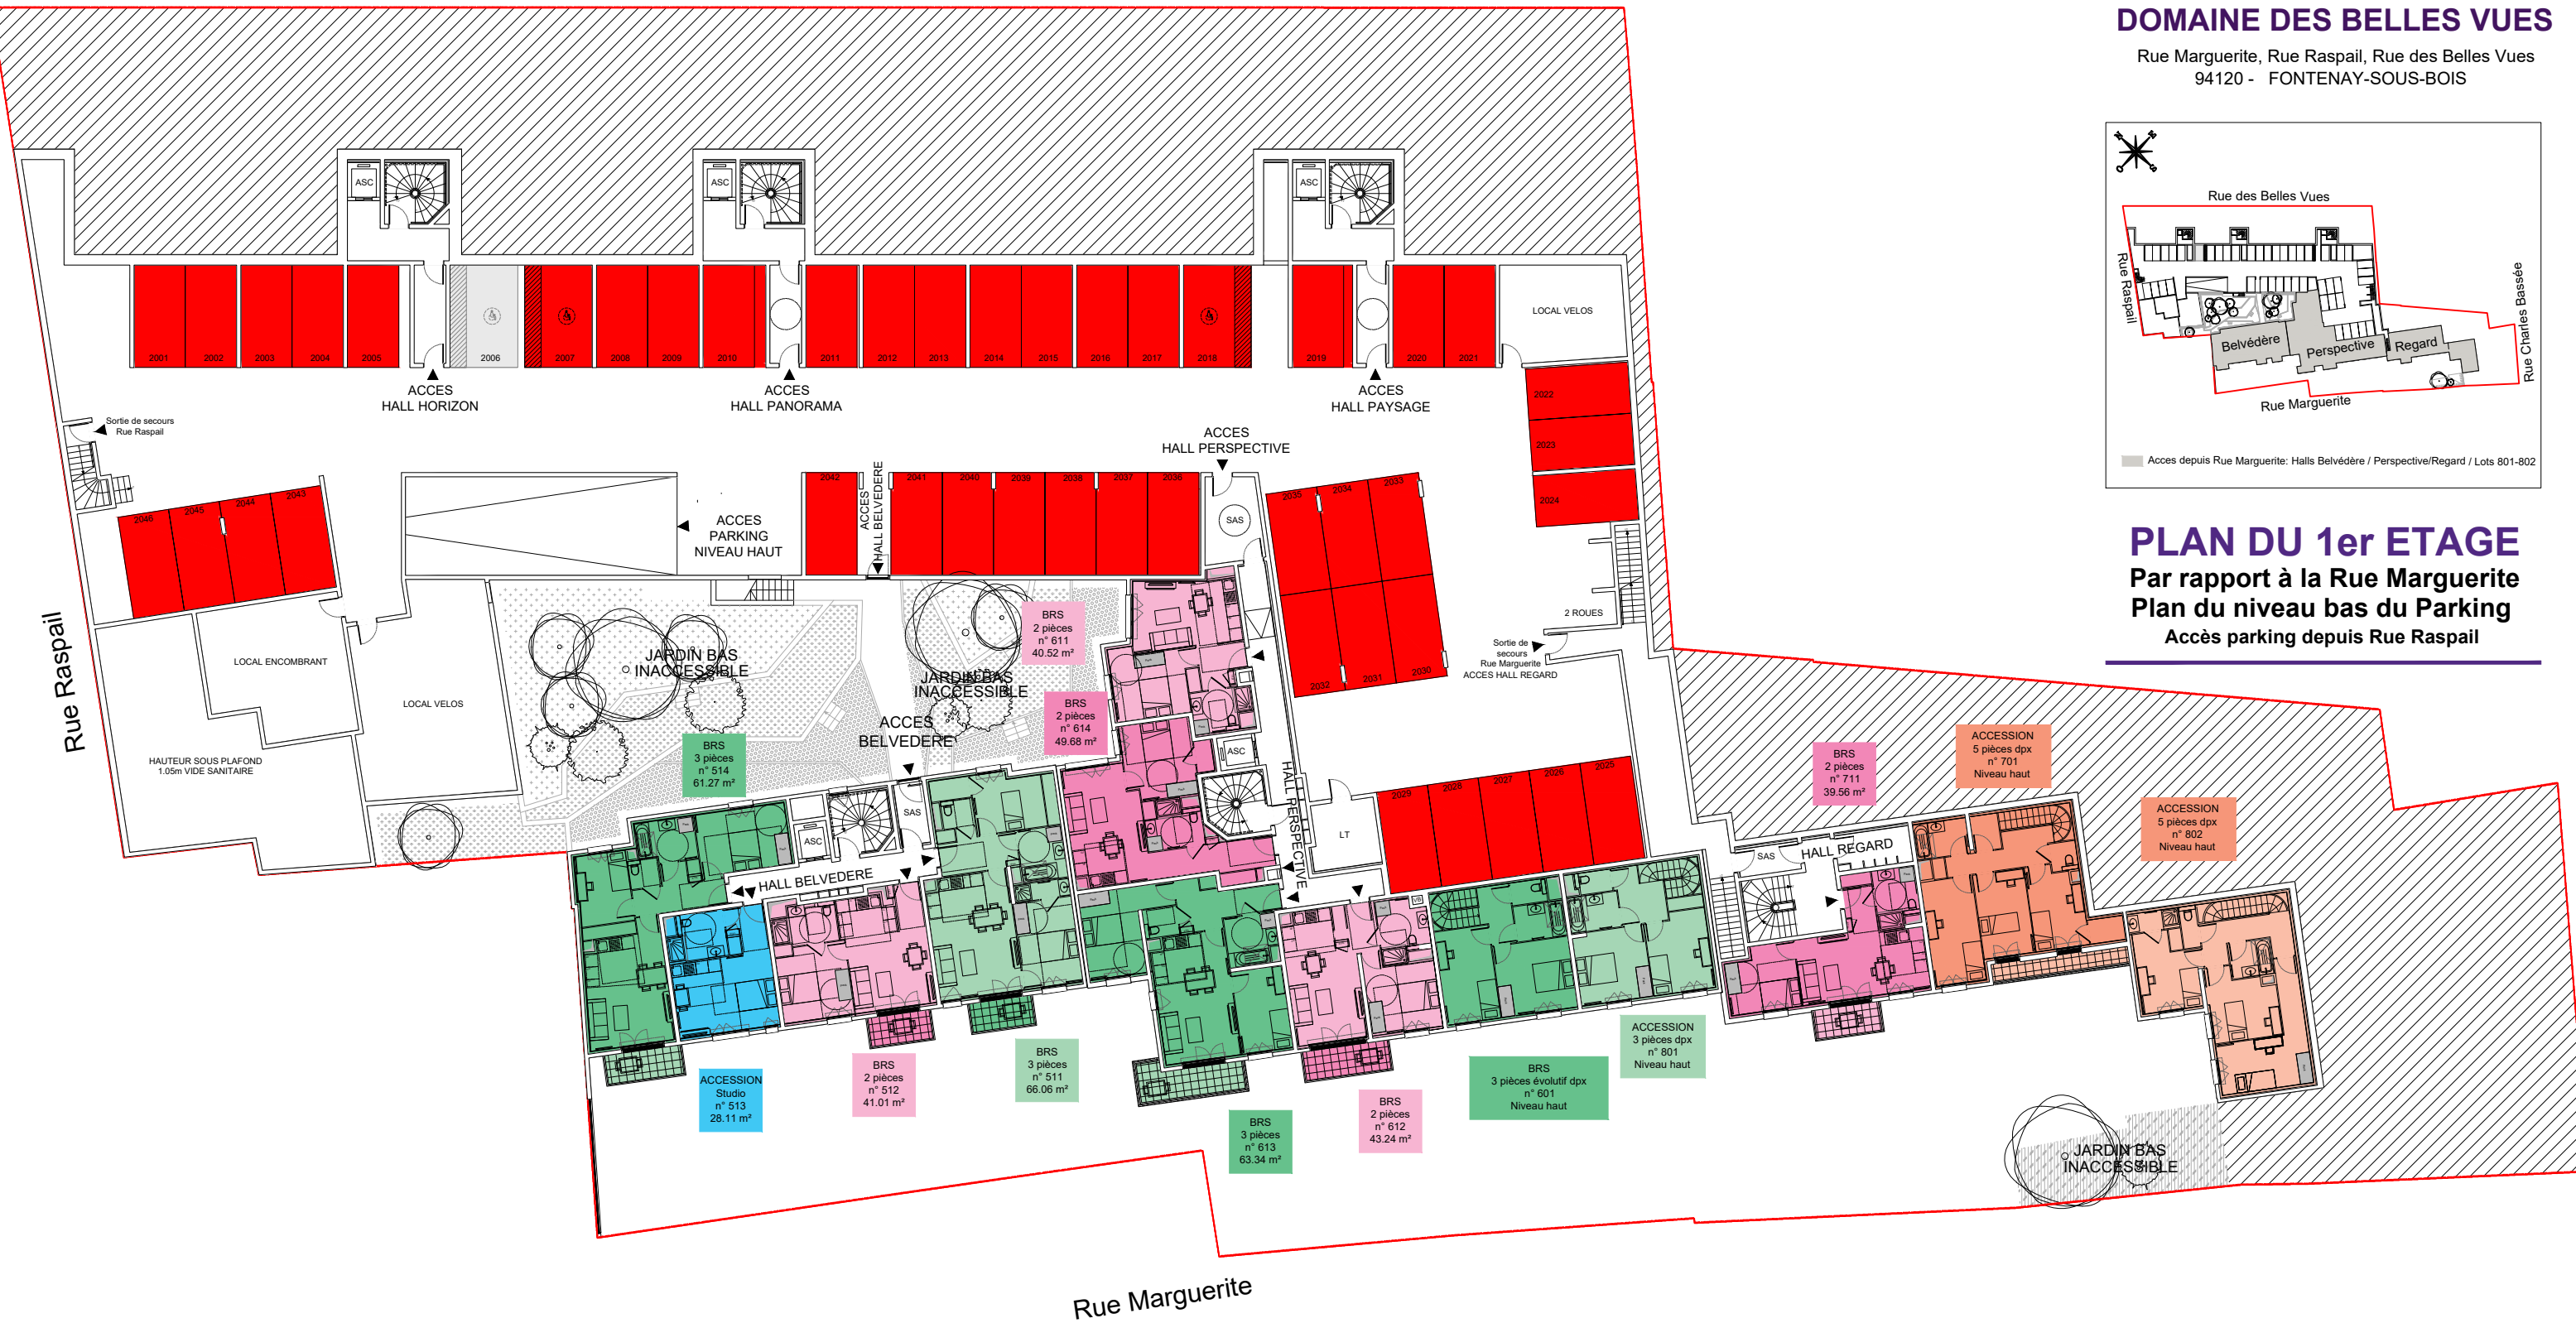 DOMAINE DES BELLES VUES
Rue Marguerite, Rue Raspail, Rue des Belles Vues
94120 - FONTENAY-SOUS-BOIS
N
E
O
S
Rue des Belles Vues
Rue Raspail
Rue Charles Bassée
Belvédère
Perspective
Regard
Rue Marguerite
Acces depuis Rue Marguerite: Halls Belvédère / Perspective/Regard / Lots 801-802
PLAN DU 1er ETAGE
Par rapport à la Rue Marguerite
Plan du niveau bas du Parking
Accès parking depuis Rue Raspail
ASC
ASC
ASC
2001
2002
2003
2004
2005
2006
2007
2008
2009
2010
2011
2012
2013
2014
2015
2016
2017
2018
2019
2020
2021
LOCAL VELOS
ACCES
HALL HORIZON
ACCES
HALL PANORAMA
ACCES
HALL PAYSAGE
2022
2023
2024
Sortie de secours
Rue Raspail
ACCES
HALL PERSPECTIVE
2046
2045
2044
2043
ACCES
PARKING
NIVEAU HAUT
2042
ACCES
HALL BELVEDERE
2041
2040
2039
2038
2037
2036
SAS
2035
2034
2033
2032
2031
2030
2 ROUES
Sortie de
secours
Rue Marguerite
ACCES HALL REGARD
Rue Raspail
LOCAL ENCOMBRANT
LOCAL VELOS
HAUTEUR SOUS PLAFOND
1.05m VIDE SANITAIRE
JARDIN BAS
INACCESSIBLE
JARDIN BAS
INACCESSIBLE
BRS
2 pièces
n° 611
40.52 m²
BRS
2 pièces
n° 614
49.68 m²
ACCES
BELVEDERE
BRS
3 pièces
n° 514
61.27 m²
ASC
HALL PERSPECTIVE
LT
2029
2028
2027
2026
2025
BRS
2 pièces
n° 711
39.56 m²
ACCESSION
5 pièces dpx
n° 701
Niveau haut
ACCESSION
5 pièces dpx
n° 802
Niveau haut
SAS
ASC
HALL BELVEDERE
SAS
HALL REGARD
VB
ACCESSION
Studio
n° 513
28.11 m²
BRS
2 pièces
n° 512
41.01 m²
BRS
3 pièces
n° 511
66.06 m²
BRS
3 pièces
n° 613
63.34 m²
BRS
2 pièces
n° 612
43.24 m²
BRS
3 pièces évolutif dpx
n° 601
Niveau haut
ACCESSION
3 pièces dpx
n° 801
Niveau haut
JARDIN BAS
INACCESSIBLE
Rue Marguerite